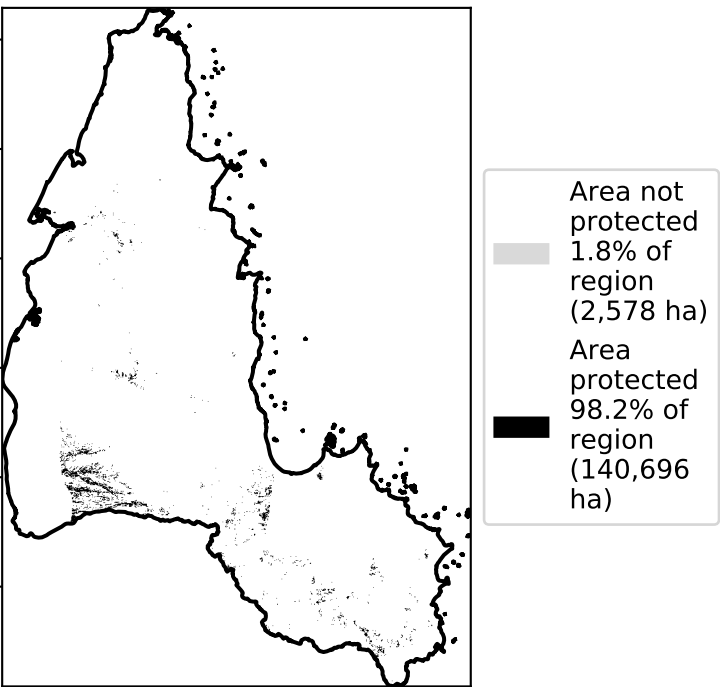 Area not
protected
1.8% of
region
(2,578 ha)
Area
protected
98.2% of
region
(140,696
ha)